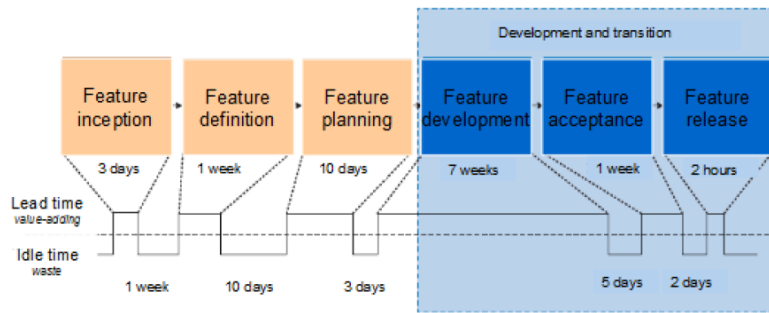 Development and transition
Feature
inception
Feature
definition
Feature
planning
Feature
development
Feature
acceptance
Feature
release
3 days
1 week
10 days
7 weeks
1 week
2 hours
Lead time
value-adding
Idle time
waste
1 week
10 days
3 days
5 days
2 days